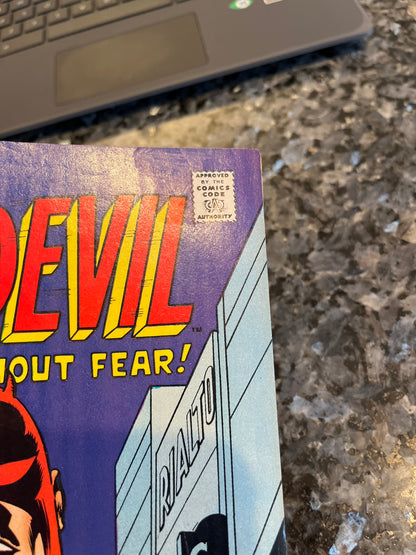 APPROVED
BY THE
COMICS
CODE
AUTHORITY
DEVIL
TM
OUT FEAR!
RIALTO